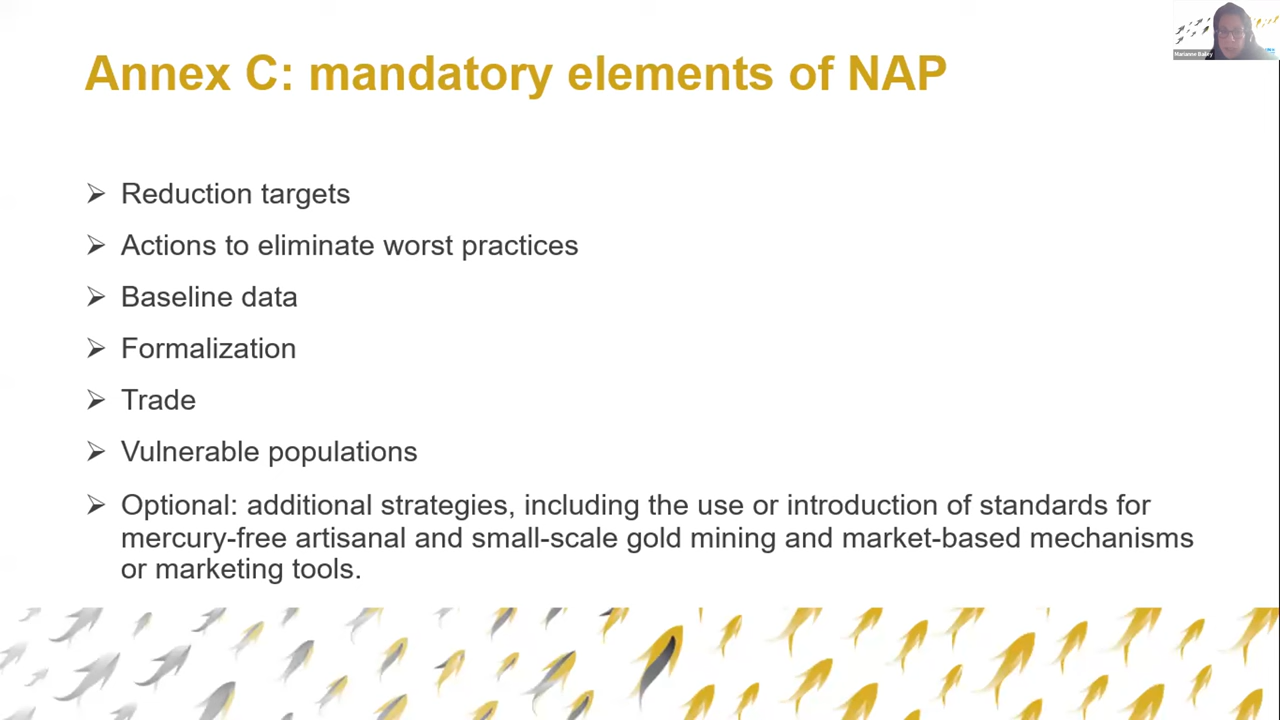 Annex C: mandatory elements of NAP
Reduction targets
Actions to eliminate worst practices
Baseline data
Formalization
Trade
Vulnerable populations
Optional: additional strategies, including the use or introduction of standards for
mercury-free artisanal and small-scale gold mining and market-based mechanisms
or marketing tools.
Marianne Bailey